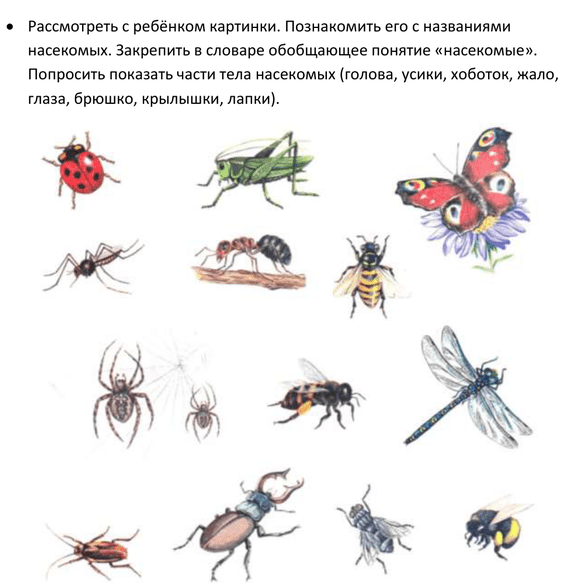 • Рассмотреть с ребёнком картинки. Познакомить его с названиями
насекомых. Закрепить в словаре обобщающее понятие «насекомые».
Попросить показать части тела насекомых (голова, усики, хоботок, жало,
глаза, брюшко, крылышки, лапки).